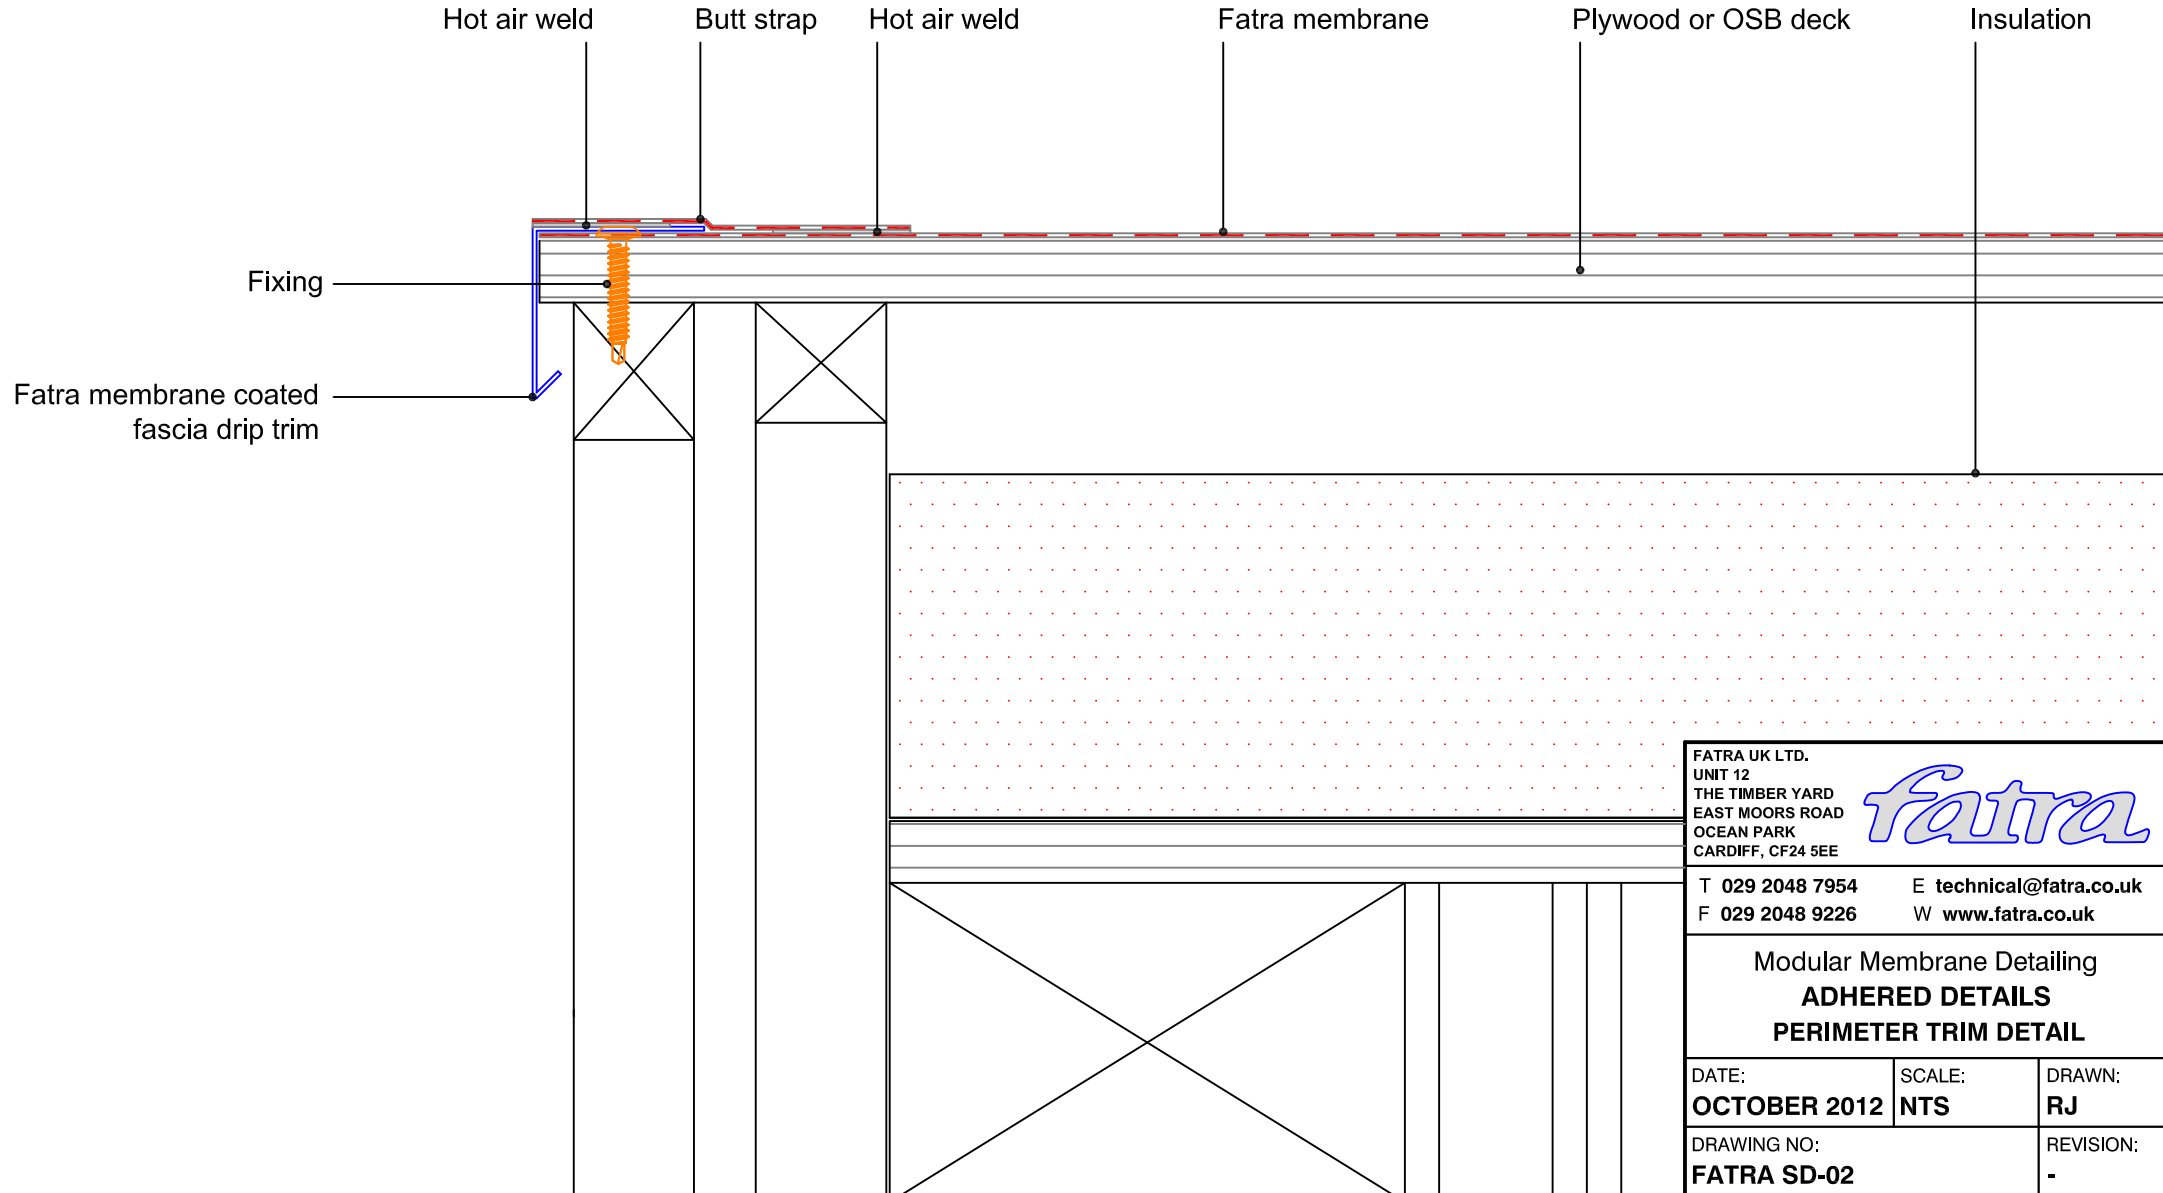 Hot air weld
Butt strap
Hot air weld
Fatra membrane
Plywood or OSB deck
Insulation
Fixing
Fatra membrane coated
fascia drip trim
FATRA UK LTD.
UNIT 12
THE TIMBER YARD
EAST MOORS ROAD
OCEAN PARK
CARDIFF, CF24 5EE
fatra
T 029 2048 7954
E technical@fatra.co.uk
F 029 2048 9226
W www.fatra.co.uk
Modular Membrane Detailing
ADHERED DETAILS
PERIMETER TRIM DETAIL
DATE:
OCTOBER 2012
SCALE:
NTS
DRAWN:
RJ
DRAWING NO:
FATRA SD-02
REVISION:
-